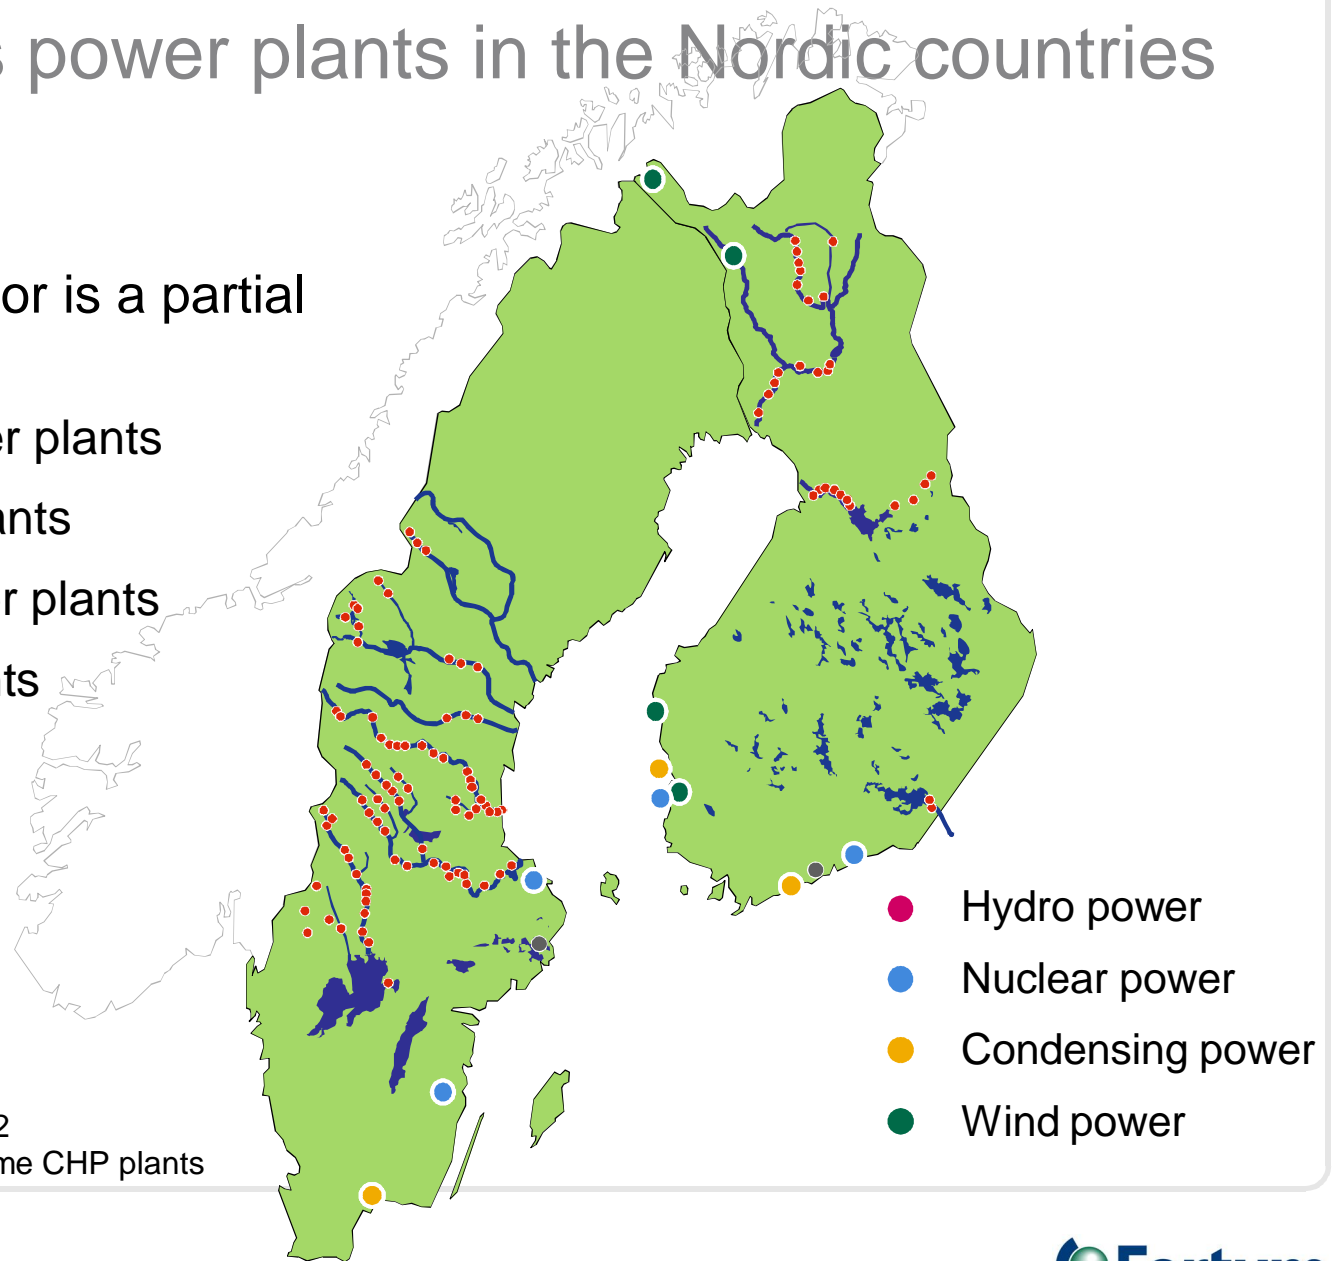 s power plants in the Nordic countries
or is a partial
er plants
ants
r plants
nts
Hydro power
Nuclear power
Condensing power
Wind power
2
me CHP plants